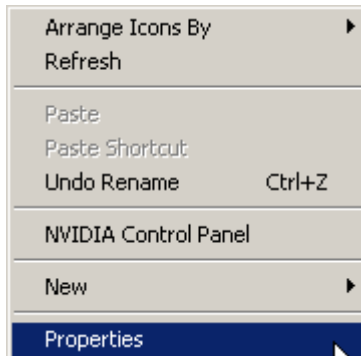 Arrange Icons By
Refresh
Paste
Paste Shortcut
Undo Rename Ctrl+Z
NVIDIA Control Panel
New
Properties